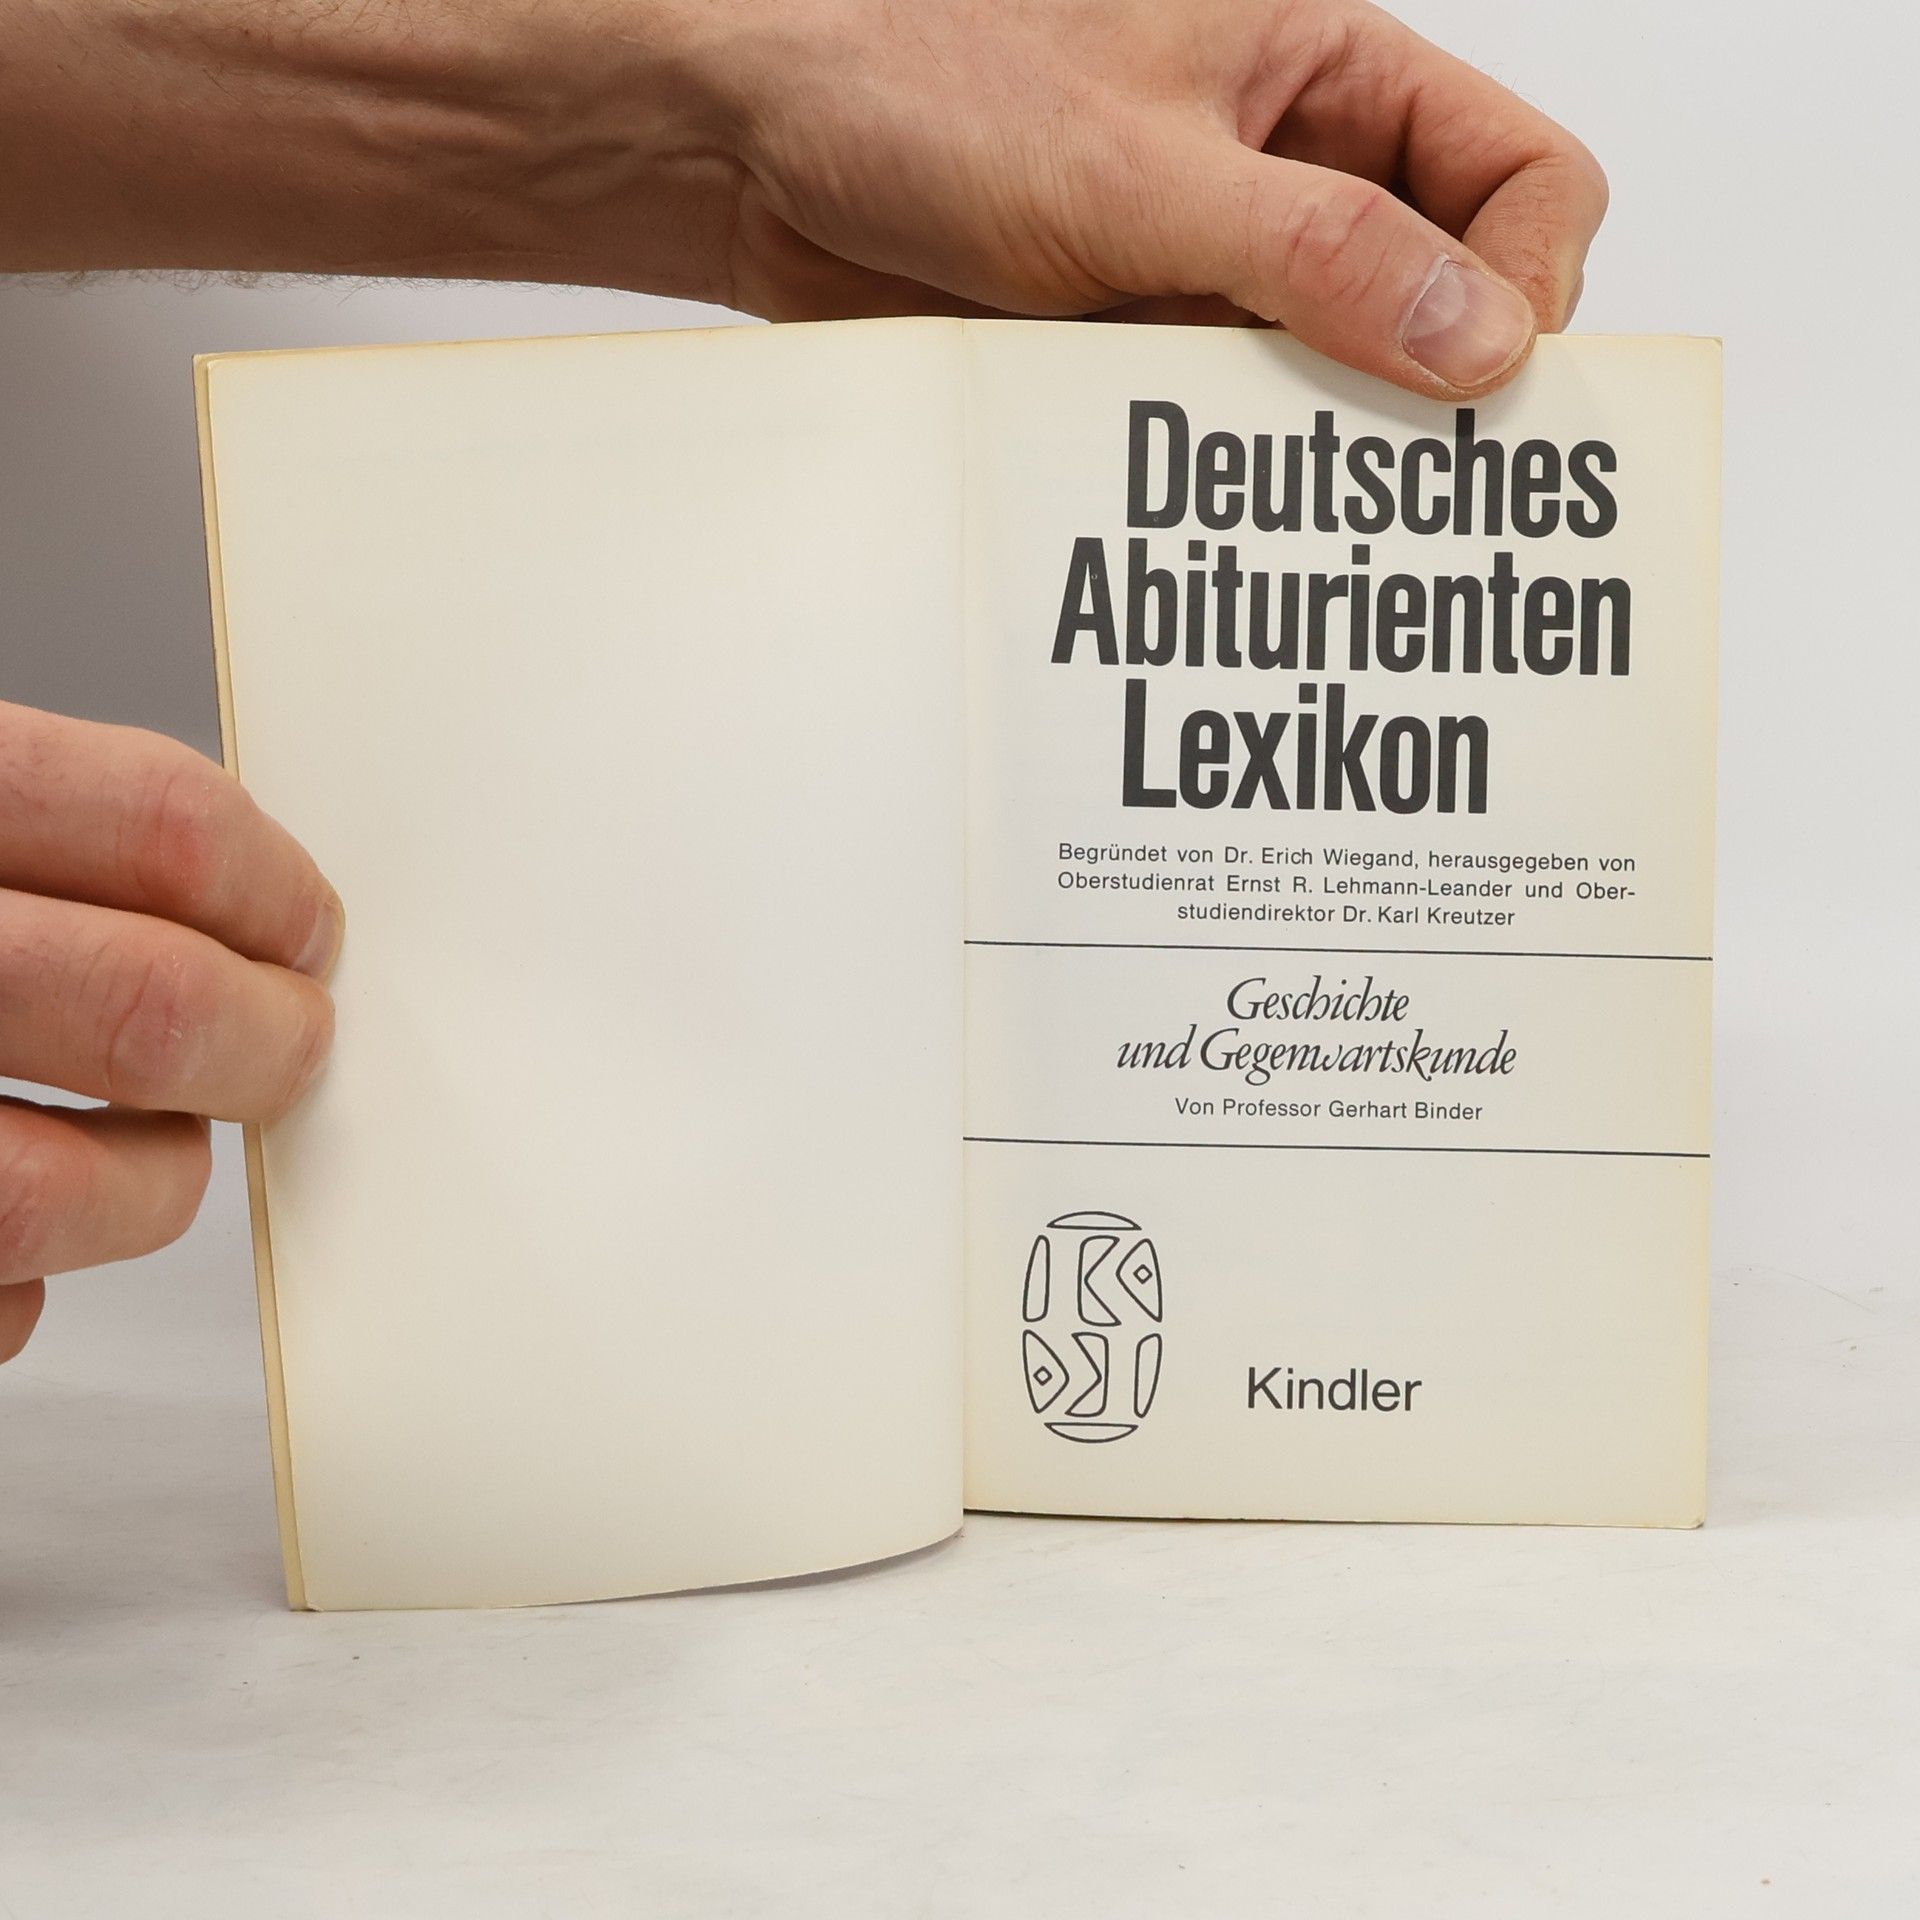 Deutsches
Abiturienten
Lexikon
Begründet von Dr. Erich Wiegand, herausgegeben von
Oberstudienrat Ernst R. Lehmann-Leander und Ober-
studiendirektor Dr. Karl Kreutzer
Geschichte
und Gegenwartskunde
Von Professor Gerhart Binder
Kindler